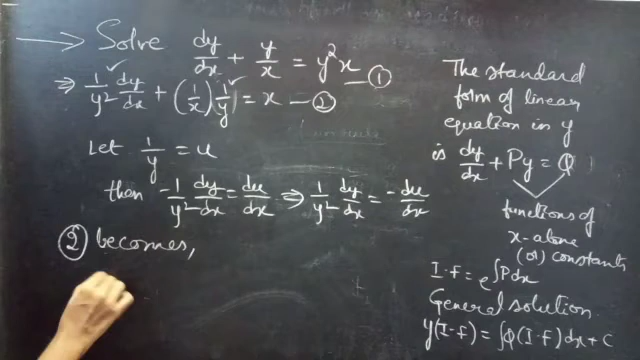 → Solve dy/dx + y/x = y²x — ①
⇒ 1/y² dy/dx + (1/x)(1/y) = x — ②
Let 1/y = u
then -1/y² dy/dx = du/dx ⇒ 1/y² dy/dx = -du/dx
② becomes,
The standard
form of linear
equation in y
is dy/dx + Py = Q
functions of
x-alone
(or) constants
I.F = e^∫Pdx
General solution
y(I.F) = ∫Q(I.F)dx + C